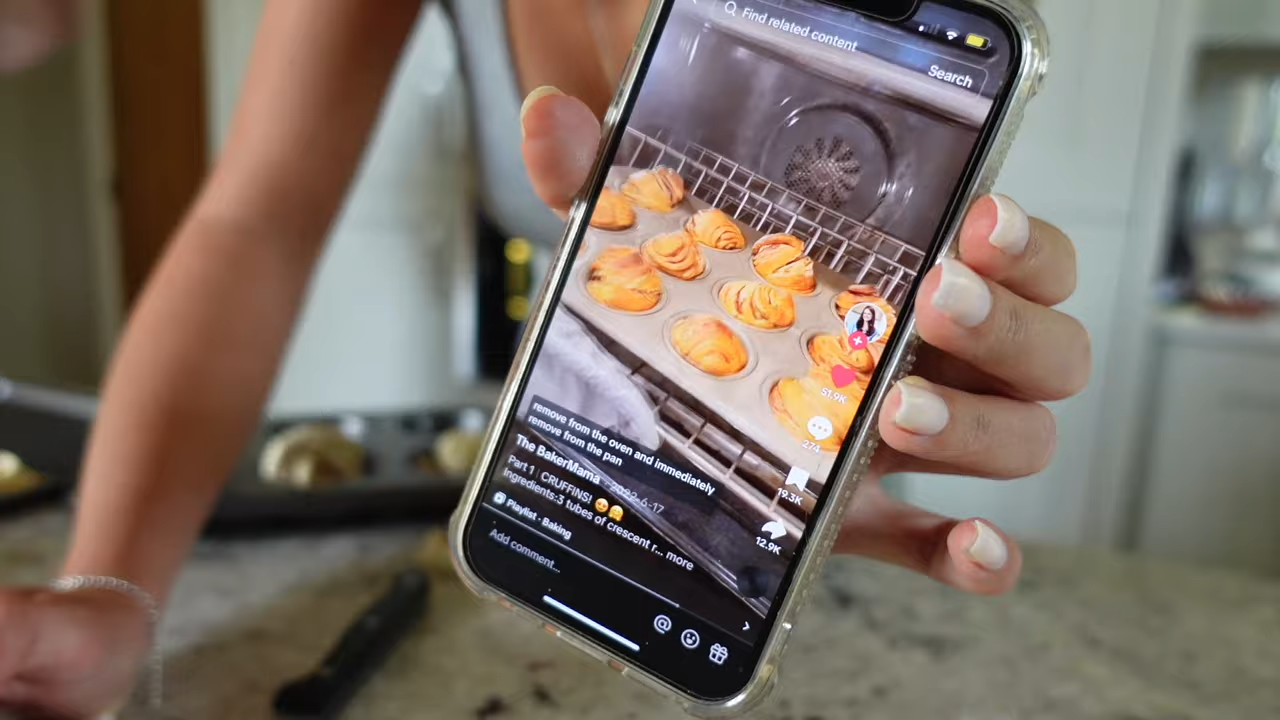 Find related content
Search
51.9K
274
19.3K
12.9K
remove from the oven and immediately
remove from the pan
The BakerMama · 2022-6-17
Part 1 | CRUFFINS! 😍🤗
Ingredients:3 tubes of crescent r... more
Playlist · Baking
Add comment...